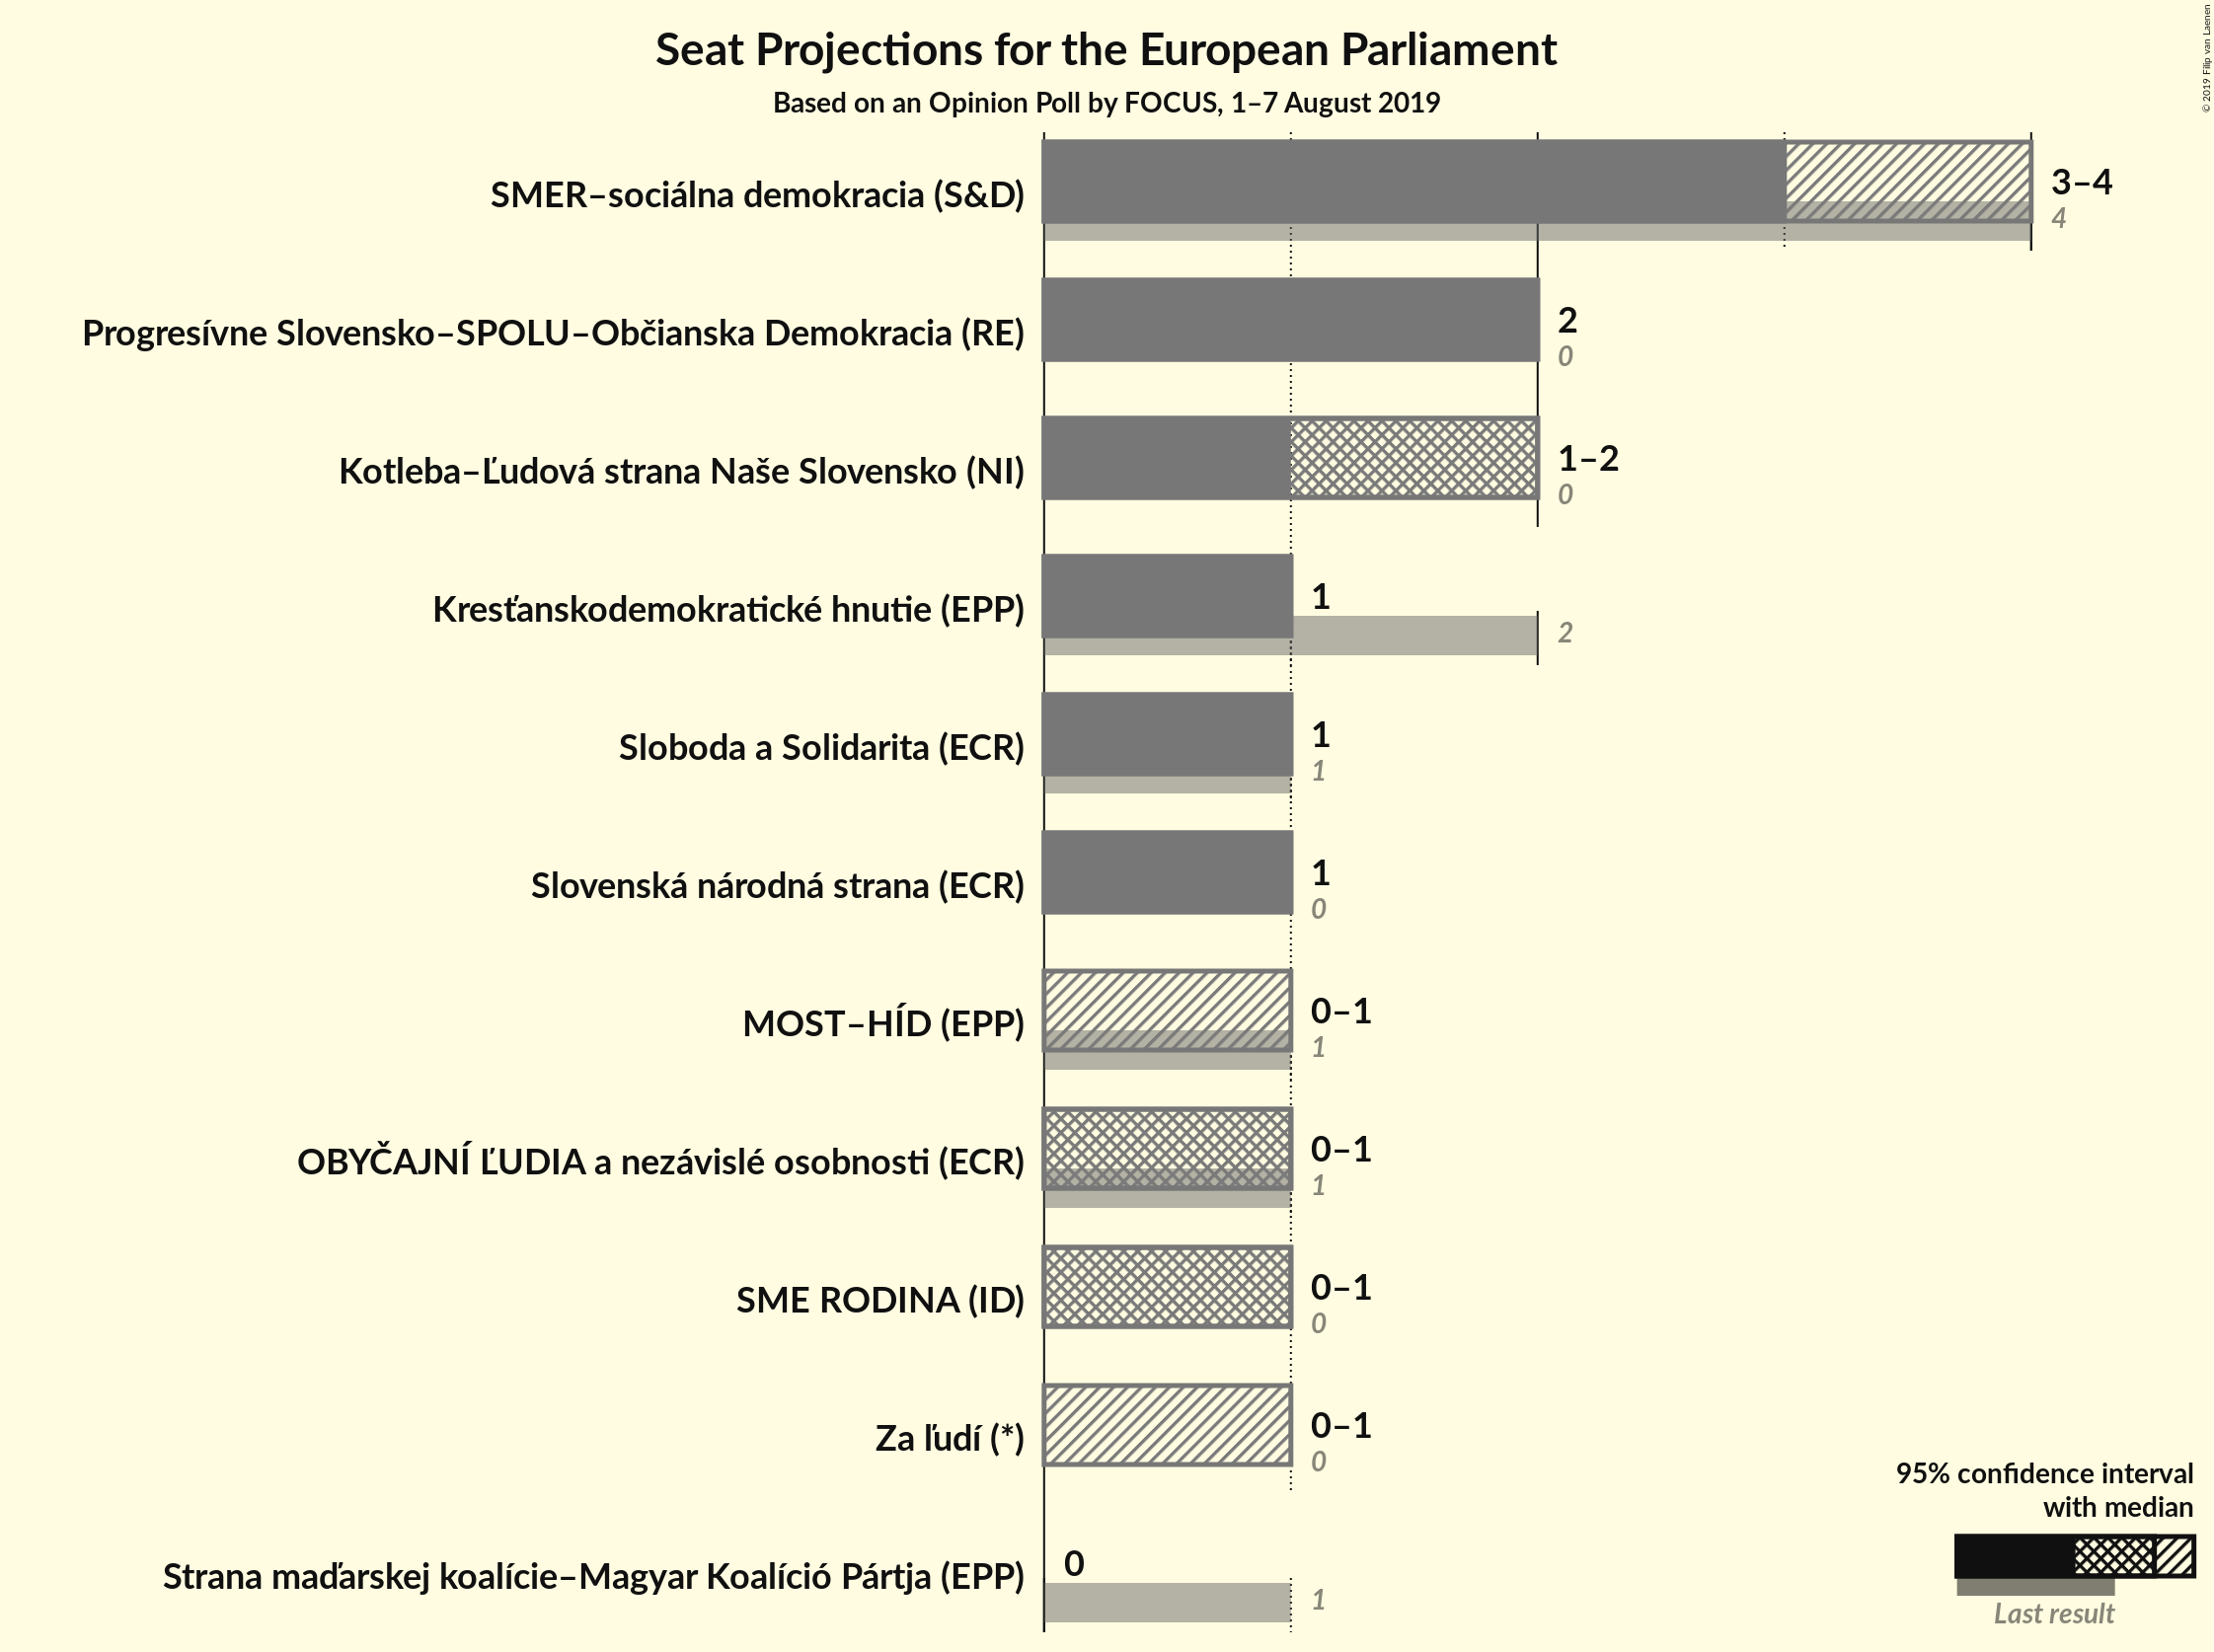 Seat Projections for the European Parliament
Based on an Opinion Poll by FOCUS, 1–7 August 2019
© 2019 Filip van Laenen
SMER–sociálna demokracia (S&D)
3–4
4
Progresívne Slovensko–SPOLU–Občianska Demokracia (RE)
2
0
Kotleba–Ľudová strana Naše Slovensko (NI)
1–2
0
Kresťanskodemokratické hnutie (EPP)
1
2
Sloboda a Solidarita (ECR)
1
1
Slovenská národná strana (ECR)
1
0
MOST–HÍD (EPP)
0–1
1
OBYČAJNÍ ĽUDIA a nezávislé osobnosti (ECR)
0–1
1
SME RODINA (ID)
0–1
0
Za ľudí (*)
0–1
0
Strana maďarskej koalície–Magyar Koalíció Pártja (EPP)
0
1
95% confidence interval
with median
Last result